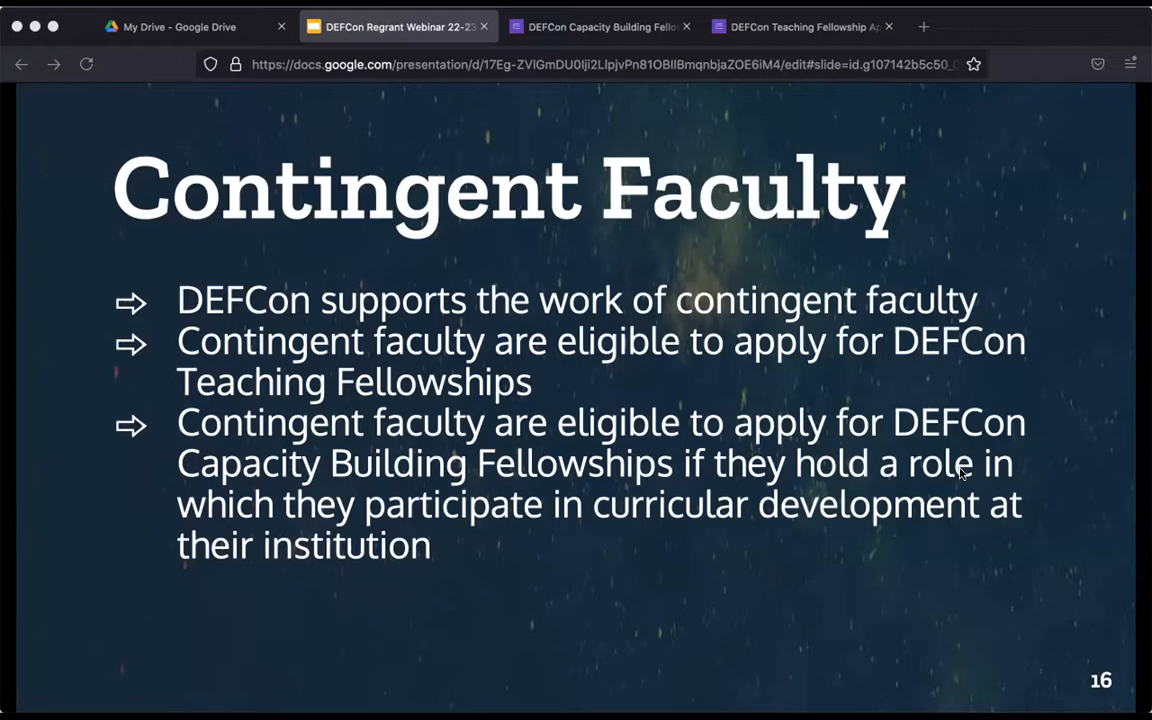 My Drive - Google Drive
DEFCon Regrant Webinar 22-23
DEFCon Capacity Building Fello
DEFCon Teaching Fellowship Ap
Contingent Faculty
⇨ DEFCon supports the work of contingent faculty
⇨ Contingent faculty are eligible to apply for DEFCon
Teaching Fellowships
⇨ Contingent faculty are eligible to apply for DEFCon
Capacity Building Fellowships if they hold a role in
which they participate in curricular development at
their institution
16